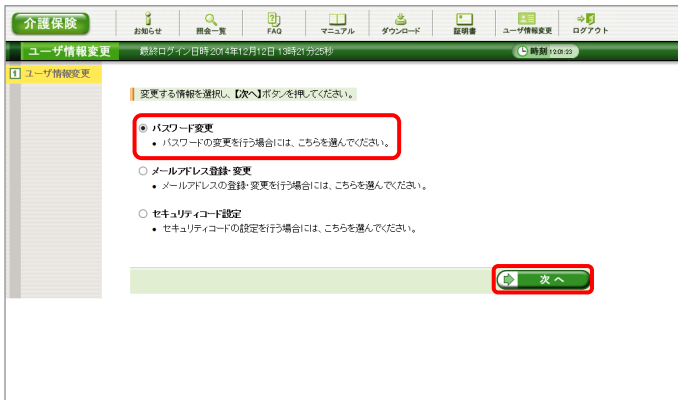 介護保険
お知らせ
照会一覧
FAQ
マニュアル
ダウンロード
証明書
ユーザ情報変更
ログアウト
ユーザ情報変更
最終ログイン日時 2014年12月12日 13時21分25秒
時刻 12:01:23
1 ユーザ情報変更
変更する情報を選択し、【次へ】ボタンを押してください。
パスワード変更
• パスワードの変更を行う場合には、こちらを選んでください。
メールアドレス登録・変更
• メールアドレスの登録・変更を行う場合には、こちらを選んでください。
セキュリティコード設定
• セキュリティコードの設定を行う場合には、こちらを選んでください。
次へ